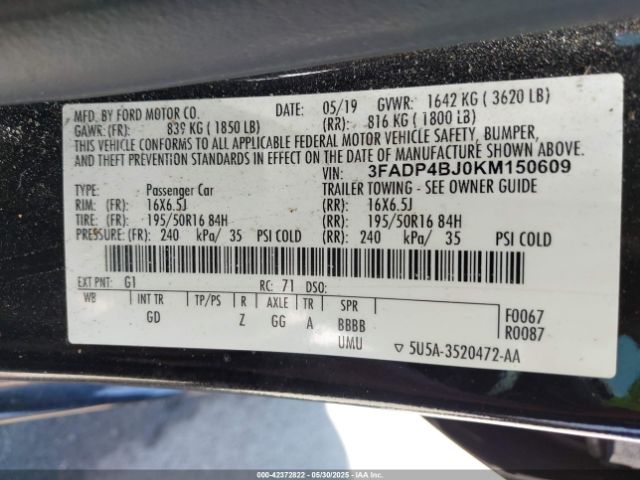 MFD. BY FORD MOTOR CO. DATE: 05/19 GVWR: 1642 KG ( 3620 LB)
GAWR: (FR): 839 KG ( 1850 LB) (RR): 816 KG ( 1800 LB)
THIS VEHICLE CONFORMS TO ALL APPLICABLE FEDERAL MOTOR VEHICLE SAFETY, BUMPER,
AND THEFT PREVENTION STANDARDS IN EFFECT ON THE DATE OF MANUFACTURE SHOWN ABOVE.
VIN: 3FADP4BJ0KM150609
TYPE: Passenger Car TRAILER TOWING - SEE OWNER GUIDE
RIM: (FR): 16X6.5J (RR): 16X6.5J
TIRE: (FR): 195/50R16 84H (RR): 195/50R16 84H
PRESSURE: (FR): 240 kPa/ 35 PSI COLD (RR): 240 kPa/ 35 PSI COLD
EXT PNT: G1 RC: 71 DSO:
WB INT TR TP/PS R AXLE TR SPR F0067
GD Z GG A BBBB R0087
UMU ▽ 5U5A-3520472-AA
000-42372822 — 05/30/2025 — IAAI.COM